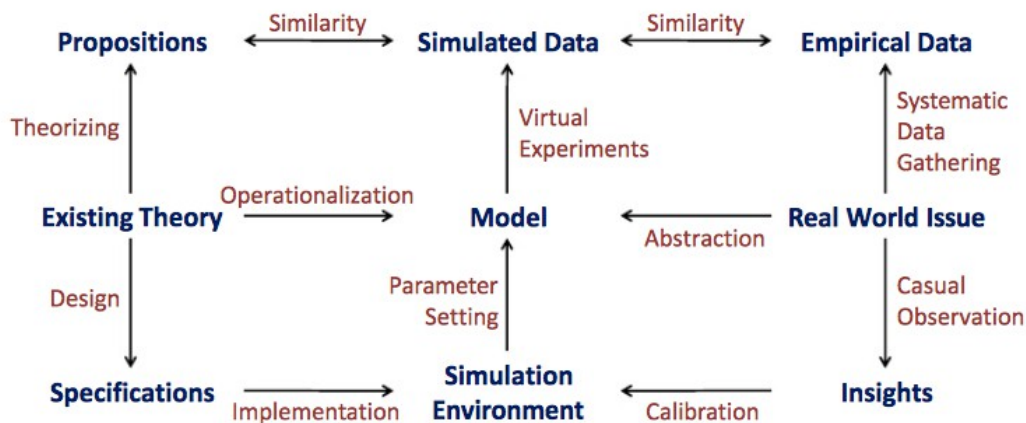 Similarity
Similarity
Propositions
Simulated Data
Empirical Data
Theorizing
Virtual
Experiments
Systematic
Data
Gathering
Operationalization
Existing Theory
Model
Real World Issue
Abstraction
Design
Parameter
Setting
Casual
Observation
Specifications
Simulation
Environment
Insights
Implementation
Calibration